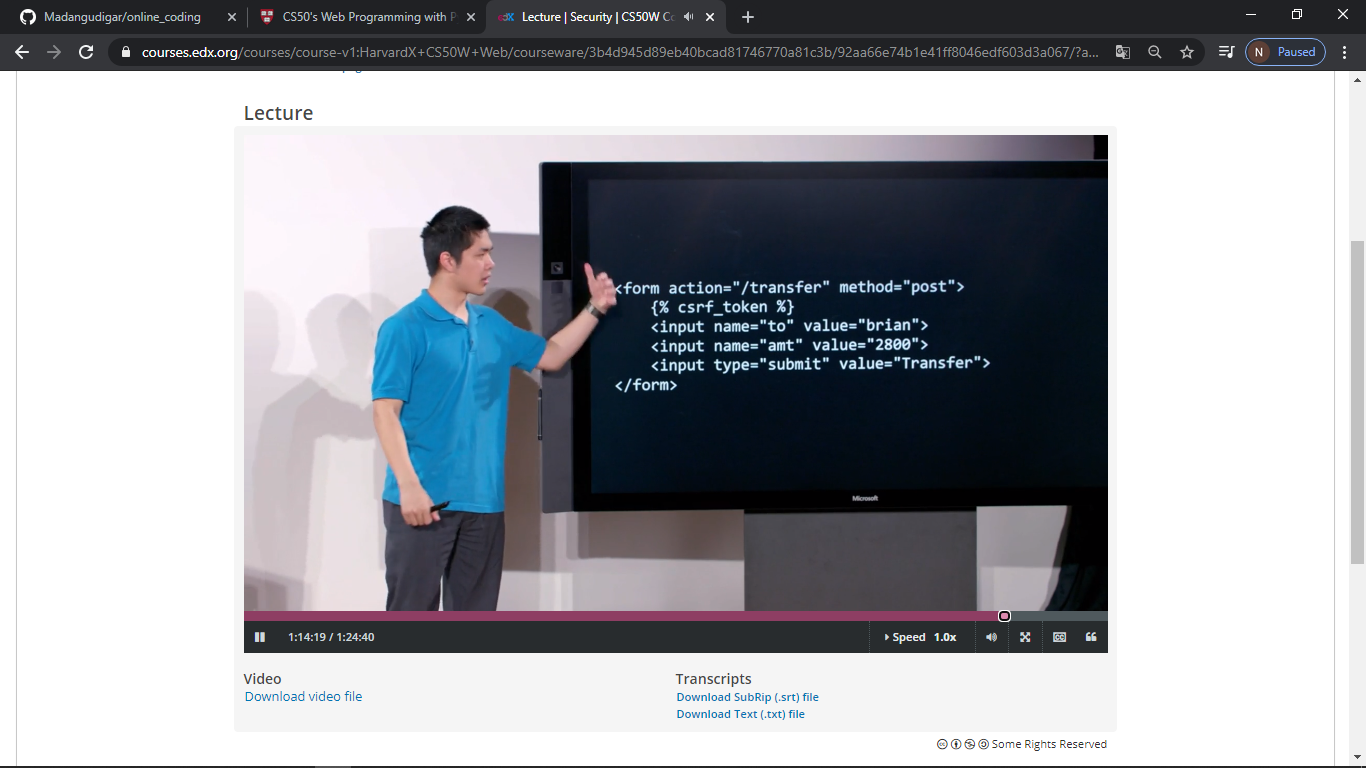 Madangudigar/online_coding
CS50's Web Programming with P
Lecture | Security | CS50W Co
courses.edx.org/courses/course-v1:HarvardX+CS50W+Web/courseware/3b4d945d89eb40bcad81746770a81c3b/92aa66e74b1e41ff8046edf603d3a067/?a...
N Paused
Lecture
<form action="/transfer" method="post">
{% csrf_token %}
<input name="to" value="brian">
<input name="amt" value="2800">
<input type="submit" value="Transfer">
</form>
Microsoft
1:14:19 / 1:24:40
Speed 1.0x
Video
Download video file
Transcripts
Download SubRip (.srt) file
Download Text (.txt) file
Some Rights Reserved